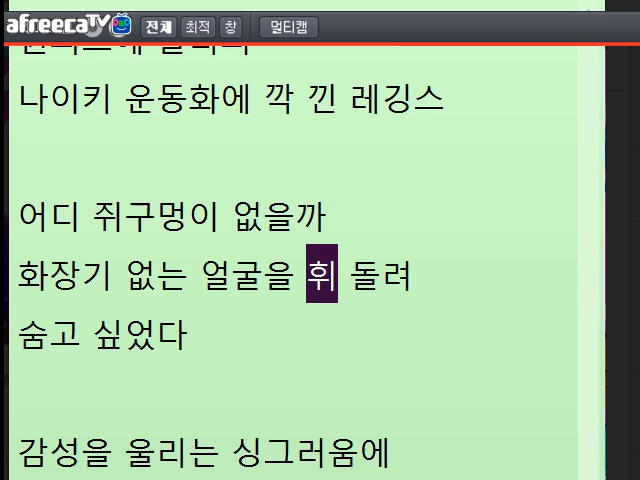 afreecaTV 전체 최적 창 멀티캠
나이키 운동화에 깍 낀 레깅스
어디 쥐구멍이 없을까
화장기 없는 얼굴을 휘 돌려
숨고 싶었다
감성을 울리는 싱그러움에